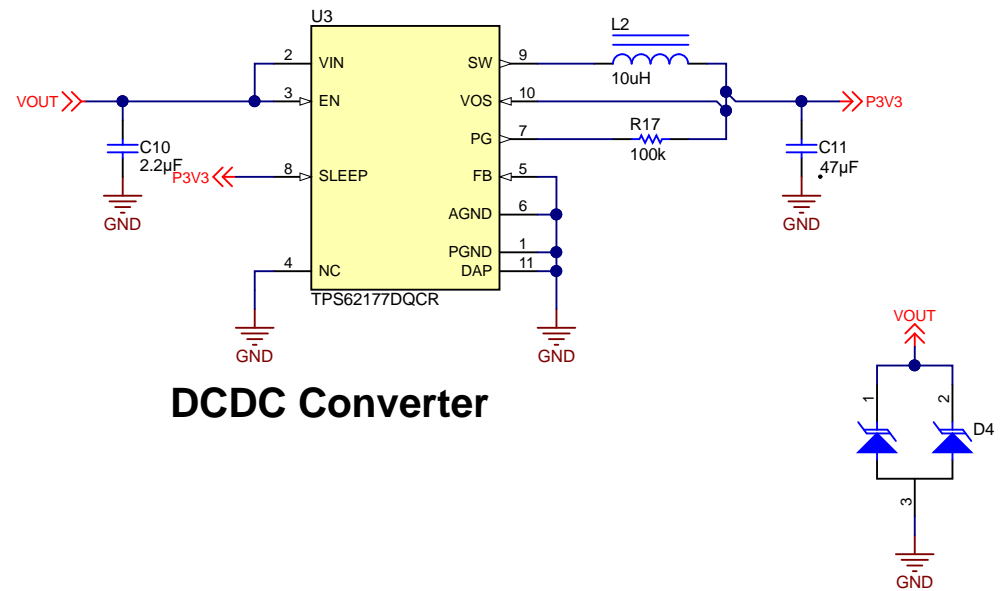 U3
L2
2
VIN
SW
9
10uH
VOUT
3
EN
VOS
10
P3V3
R17
PG
7
100k
C10
2.2µF
C11
47µF
P3V3
8
SLEEP
FB
5
GND
GND
AGND
6
PGND
1
4
NC
DAP
11
TPS62177DQCR
GND
GND
VOUT
DCDC Converter
1
2
D4
3
GND